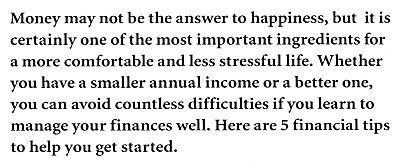 Money may not be the answer to happiness, but  it is
certainly one of the most important ingredients for
a more comfortable and less stressful life. Whether
you have a smaller annual income or a better one,
you can avoid countless difficulties if you learn to
manage your finances well. Here are 5 financial tips
to help you get started.